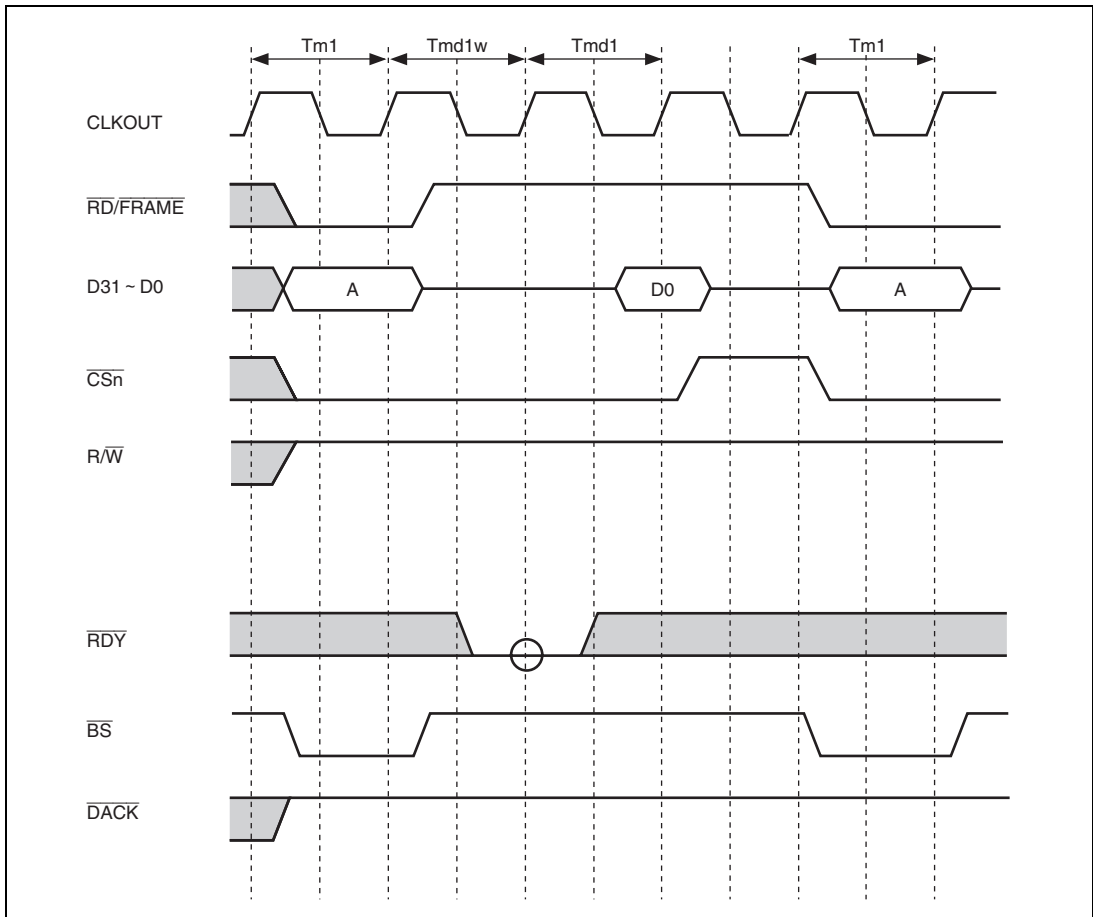 Tm1 Tmd1w Tmd1 Tm1
CLKOUT
RD/FRAME
D31 ~ D0
A D0 A
CSn
R/W
RDY
BS
DACK